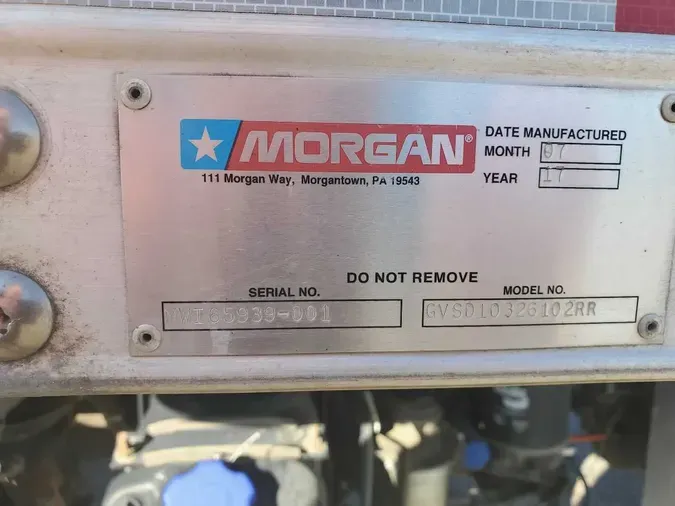 MORGAN®
111 Morgan Way, Morgantown, PA 19543
DATE MANUFACTURED
MONTH 07
YEAR 17
DO NOT REMOVE
SERIAL NO.
MODEL NO.
GVSD10326102RR